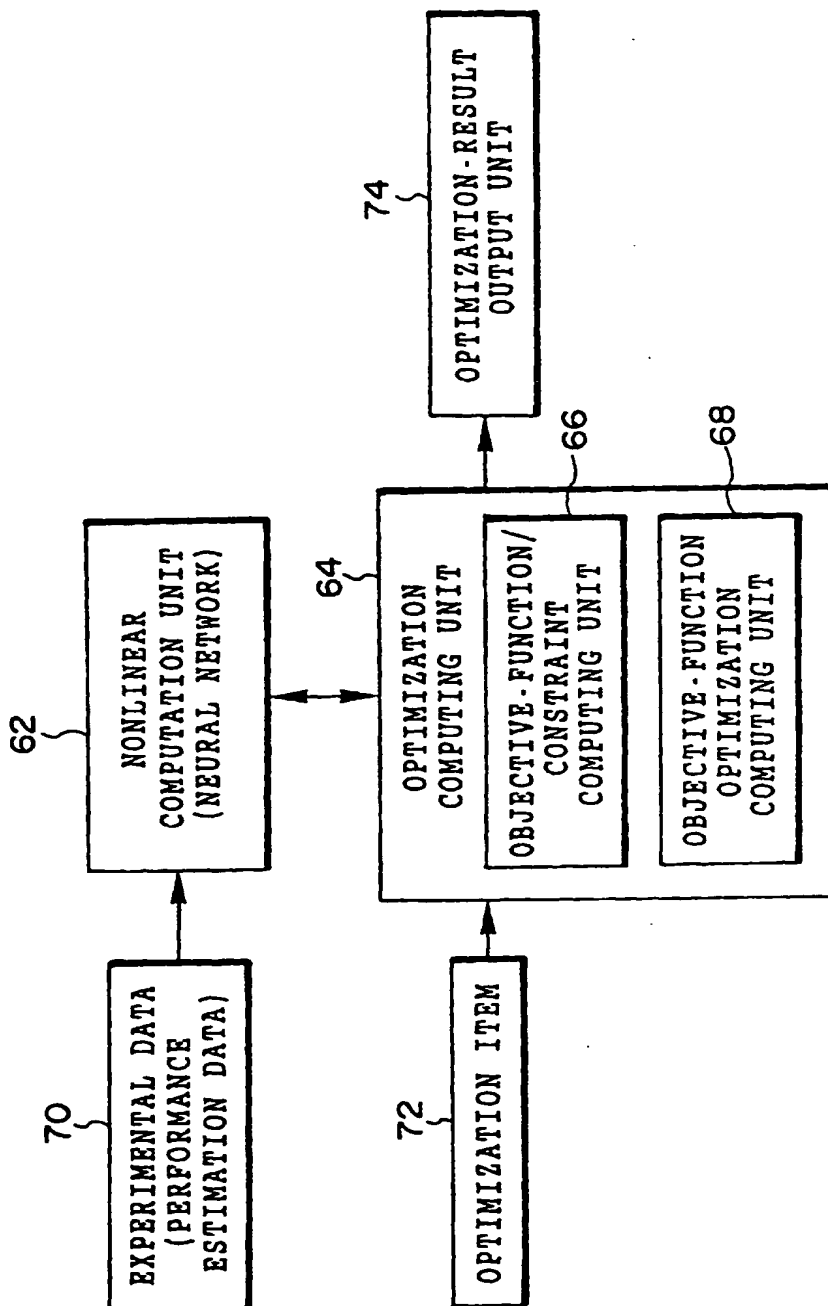 70
EXPERIMENTAL DATA
(PERFORMANCE
ESTIMATION DATA)
62
NONLINEAR
COMPUTATION UNIT
(NEURAL NETWORK)
72
OPTIMIZATION ITEM
64
OPTIMIZATION
COMPUTING UNIT
66
OBJECTIVE-FUNCTION/
CONSTRAINT
COMPUTING UNIT
68
OBJECTIVE-FUNCTION
OPTIMIZATION
COMPUTING UNIT
74
OPTIMIZATION-RESULT
OUTPUT UNIT